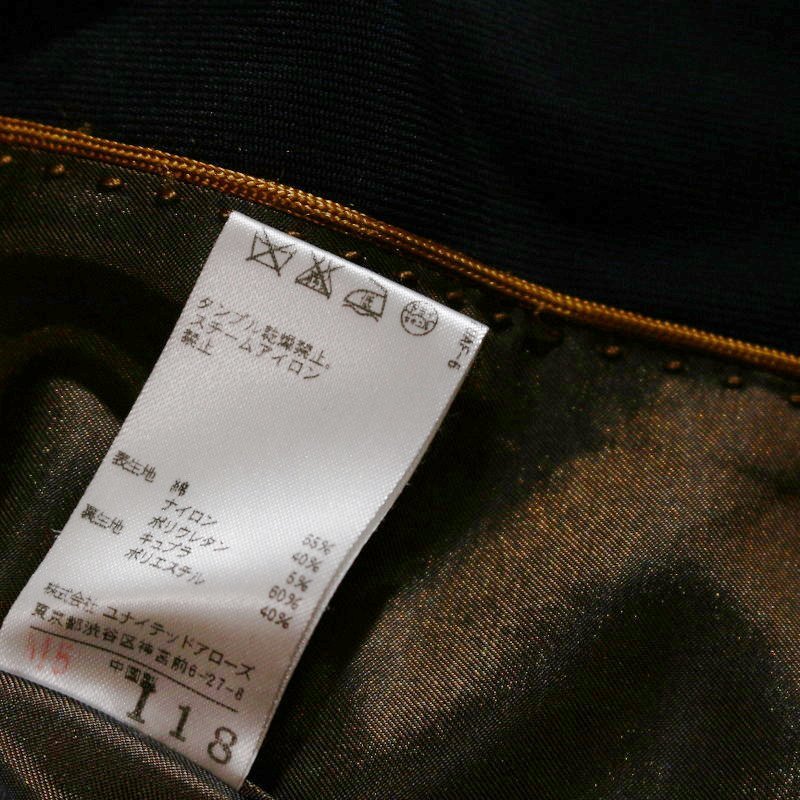 タンブル乾燥禁止。
スチームアイロン
禁止
表生地 綿 55%
ナイロン 40%
ポリウレタン 5%
裏生地 キュプラ 60%
ポリエステル 40%
株式会社 ユナイテッドアローズ
東京都渋谷区神宮前6-27-8
中国製
118